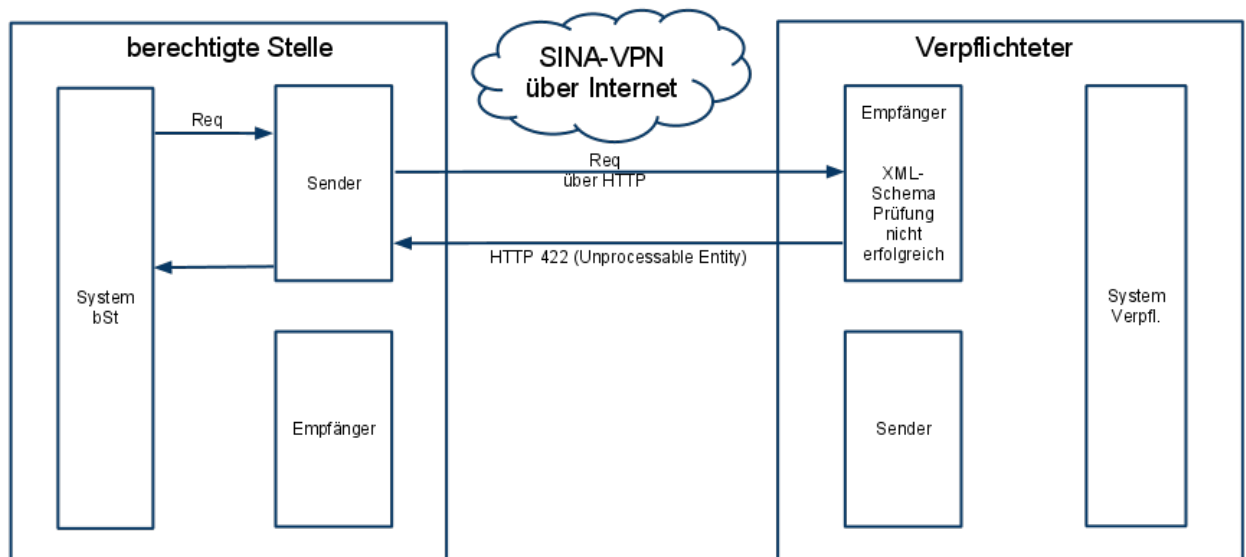 berechtigte Stelle
SINA-VPN
über Internet
Verpflichteter
Req
Sender
Req
über HTTP
Empfänger
XML-
Schema
Prüfung
nicht
erfolgreich
HTTP 422 (Unprocessable Entity)
System
bSt
System
Verpfl.
Empfänger
Sender